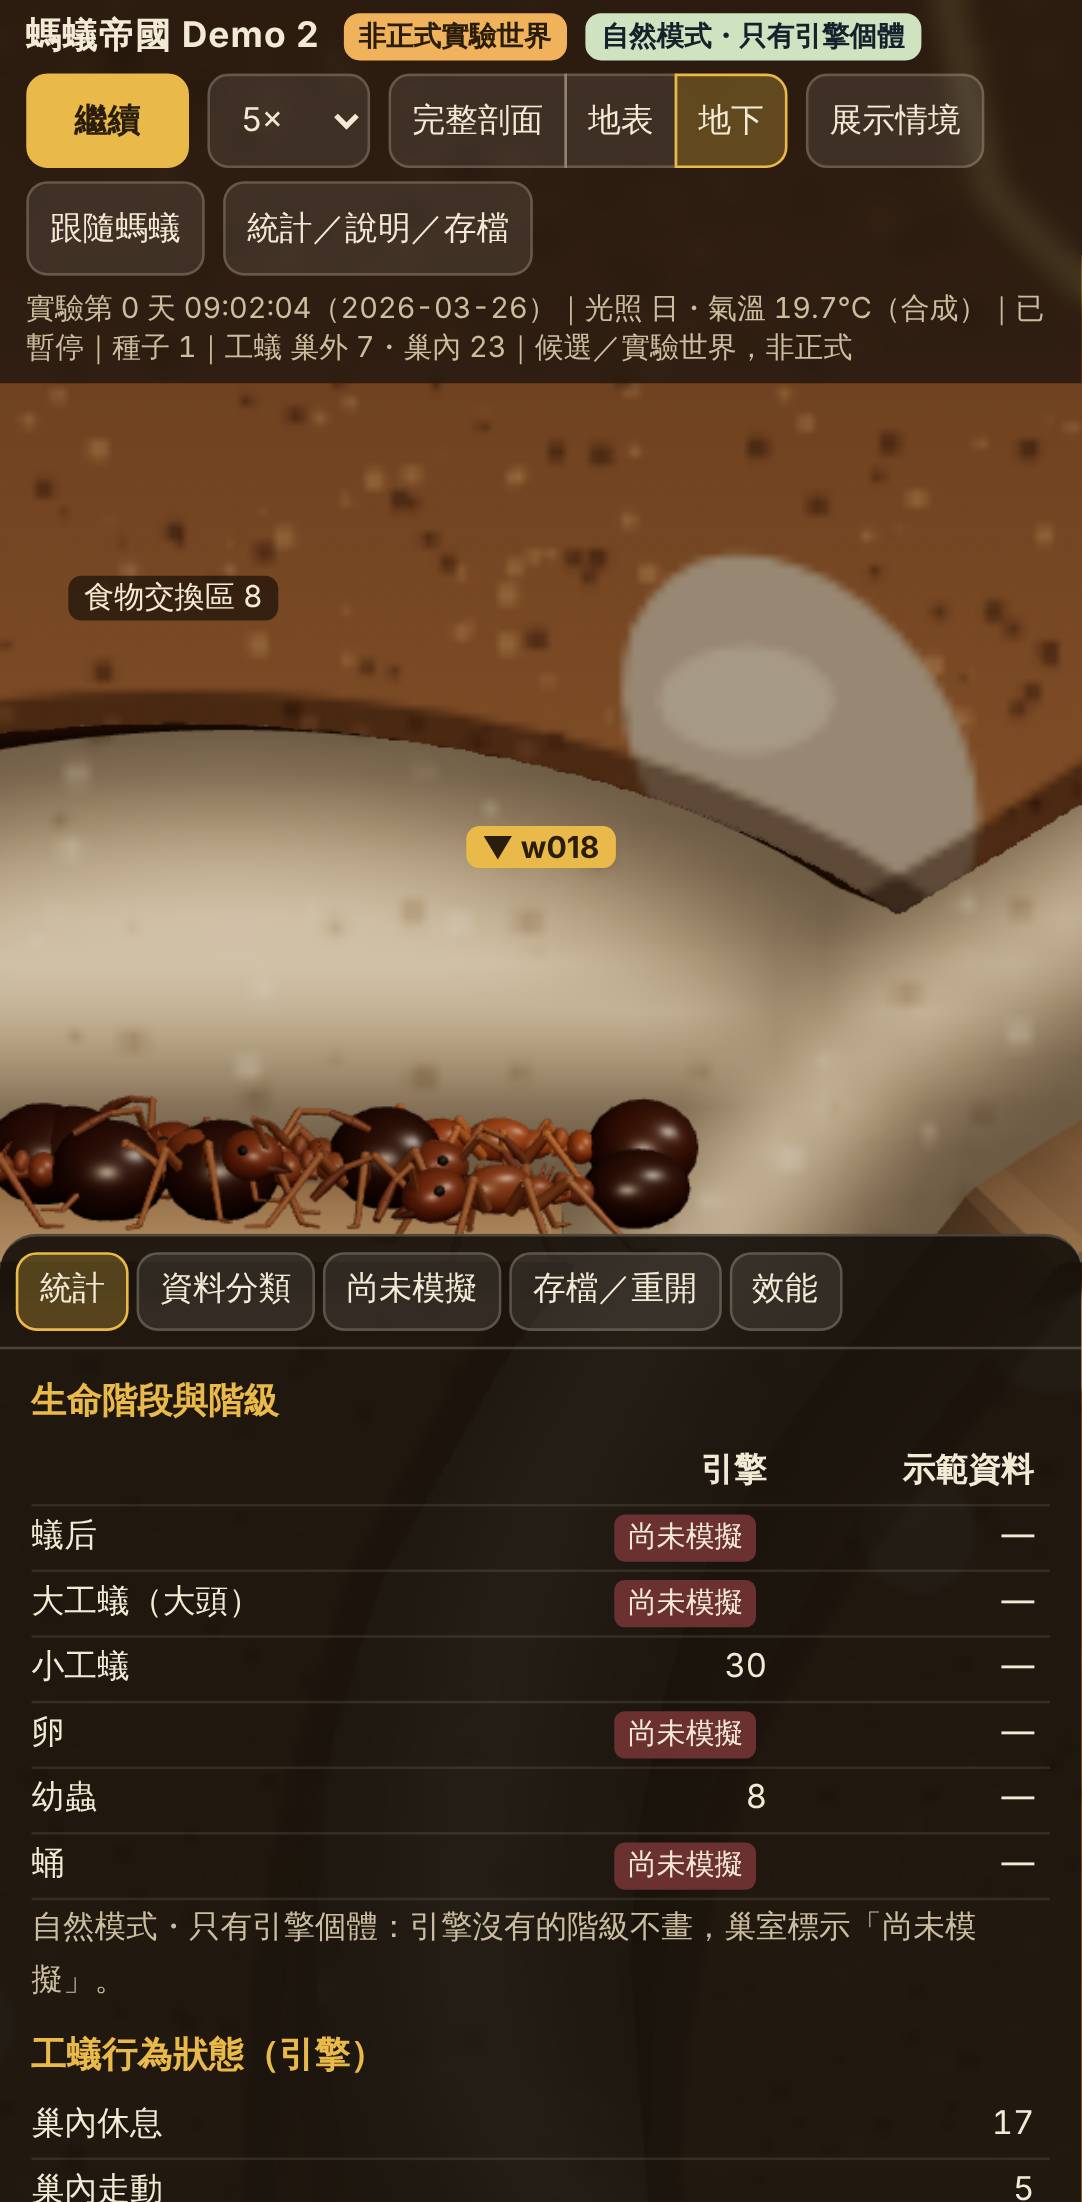 螞蟻帝國 Demo 2 非正式實驗世界 自然模式・只有引擎個體
繼續 5× 完整剖面 地表 地下 展示情境
跟隨螞蟻 統計／說明／存檔
實驗第 0 天 09:02:04（2026-03-26）｜光照 日・氣溫 19.7°C（合成）｜已
暫停｜種子 1｜工蟻 巢外 7・巢內 23｜候選／實驗世界，非正式
食物交換區 8
▼ w018
統計 資料分類 尚未模擬 存檔／重開 效能
生命階段與階級
引擎 示範資料
蟻后 尚未模擬 —
大工蟻（大頭） 尚未模擬 —
小工蟻 30 —
卵 尚未模擬 —
幼蟲 8 —
蛹 尚未模擬 —
自然模式・只有引擎個體：引擎沒有的階級不畫，巢室標示「尚未模
擬」。
工蟻行為狀態（引擎）
巢內休息 17
巢內走動 5